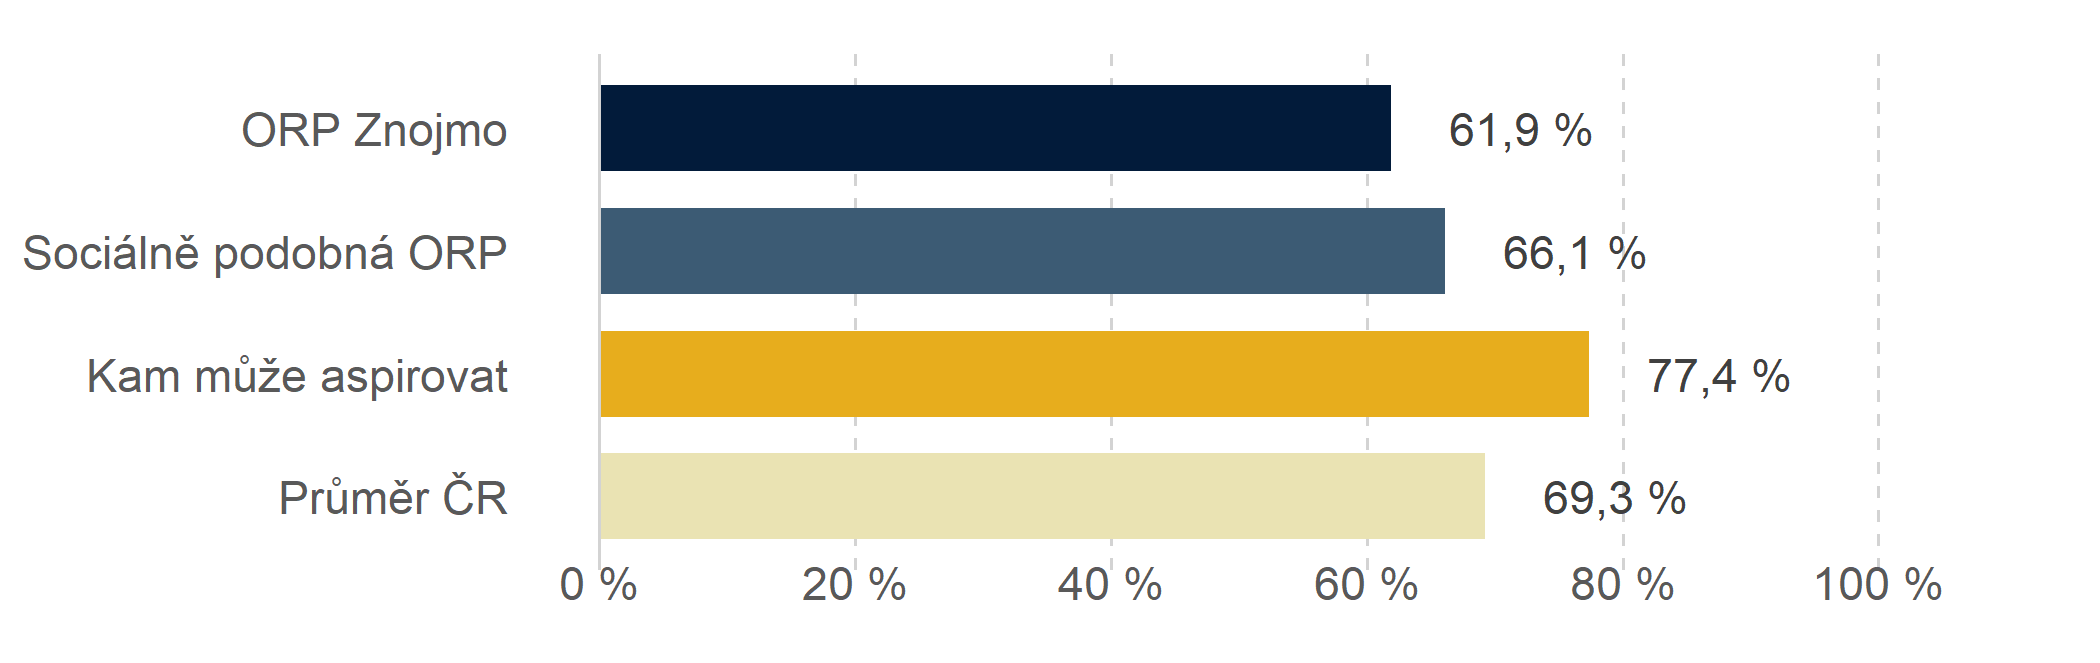 ORP Znojmo 61,9 %
Sociálně podobná ORP 66,1 %
Kam může aspirovat 77,4 %
Průměr ČR 69,3 %
0 % 20 % 40 % 60 % 80 % 100 %